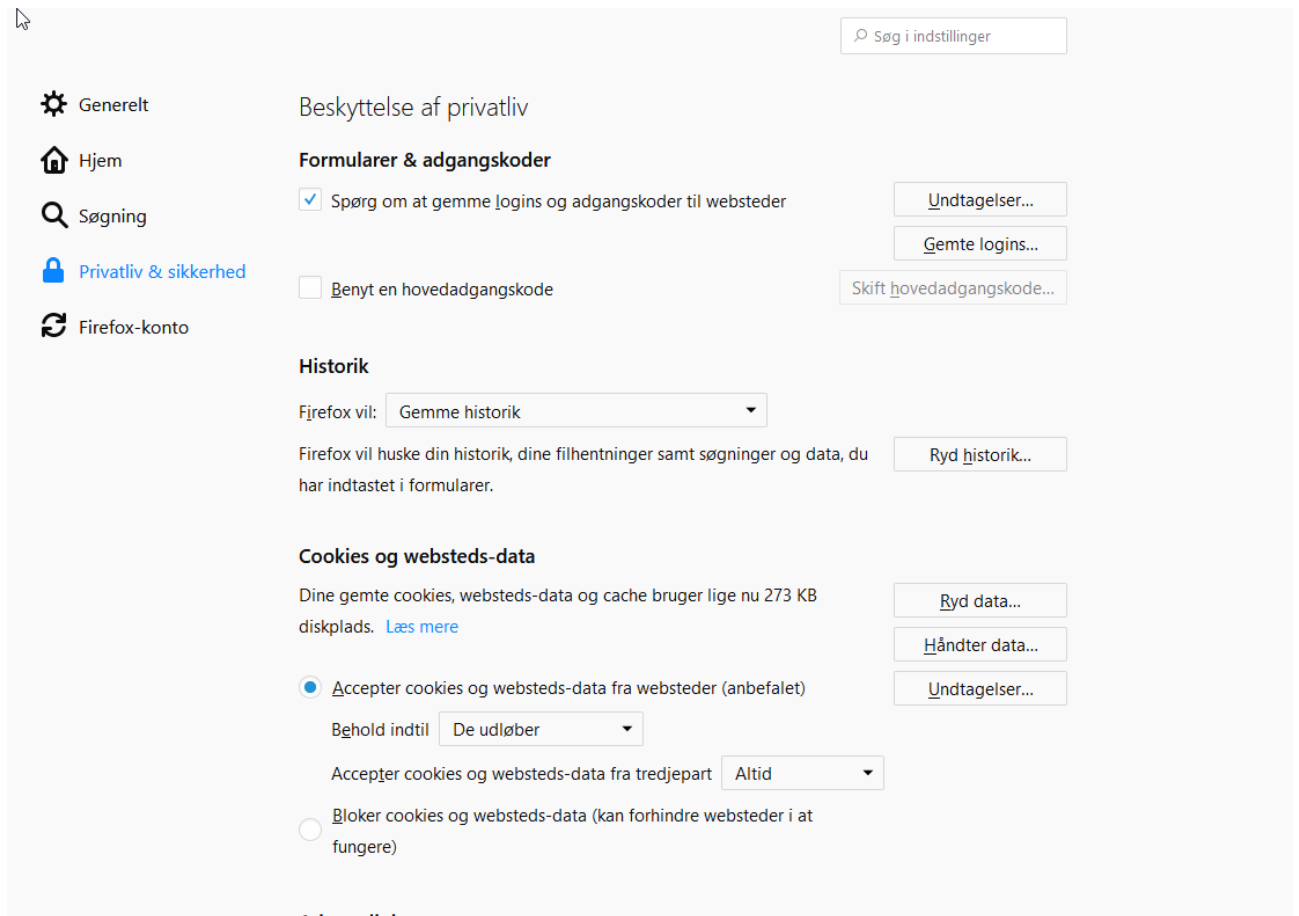 Søg i indstillinger
Generelt
Hjem
Søgning
Privatliv & sikkerhed
Firefox-konto
Beskyttelse af privatliv
Formularer & adgangskoder
Spørg om at gemme logins og adgangskoder til websteder
Undtagelser...
Gemte logins...
Benyt en hovedadgangskode
Skift hovedadgangskode...
Historik
Firefox vil: Gemme historik
Firefox vil huske din historik, dine filhentninger samt søgninger og data, du
har indtastet i formularer.
Ryd historik...
Cookies og websteds-data
Dine gemte cookies, websteds-data og cache bruger lige nu 273 KB
diskplads. Læs mere
Ryd data...
Håndter data...
Accepter cookies og websteds-data fra websteder (anbefalet)
Undtagelser...
Behold indtil De udløber
Accepter cookies og websteds-data fra tredjepart Altid
Bloker cookies og websteds-data (kan forhindre websteder i at
fungere)